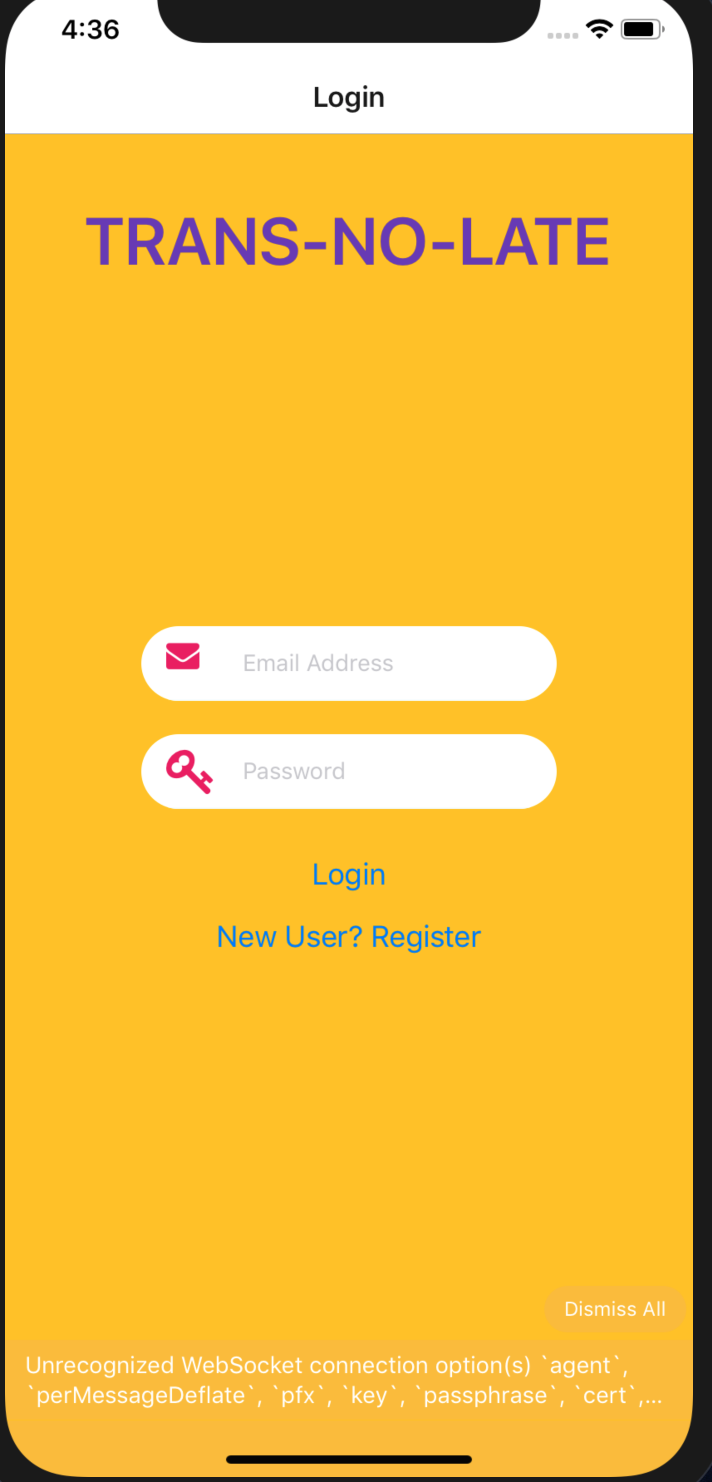 4:36
Login
TRANS-NO-LATE
Email Address
Password
Login
New User? Register
Dismiss All
Unrecognized WebSocket connection option(s) `agent`,
`perMessageDeflate`, `pfx`, `key`, `passphrase`, `cert`,...